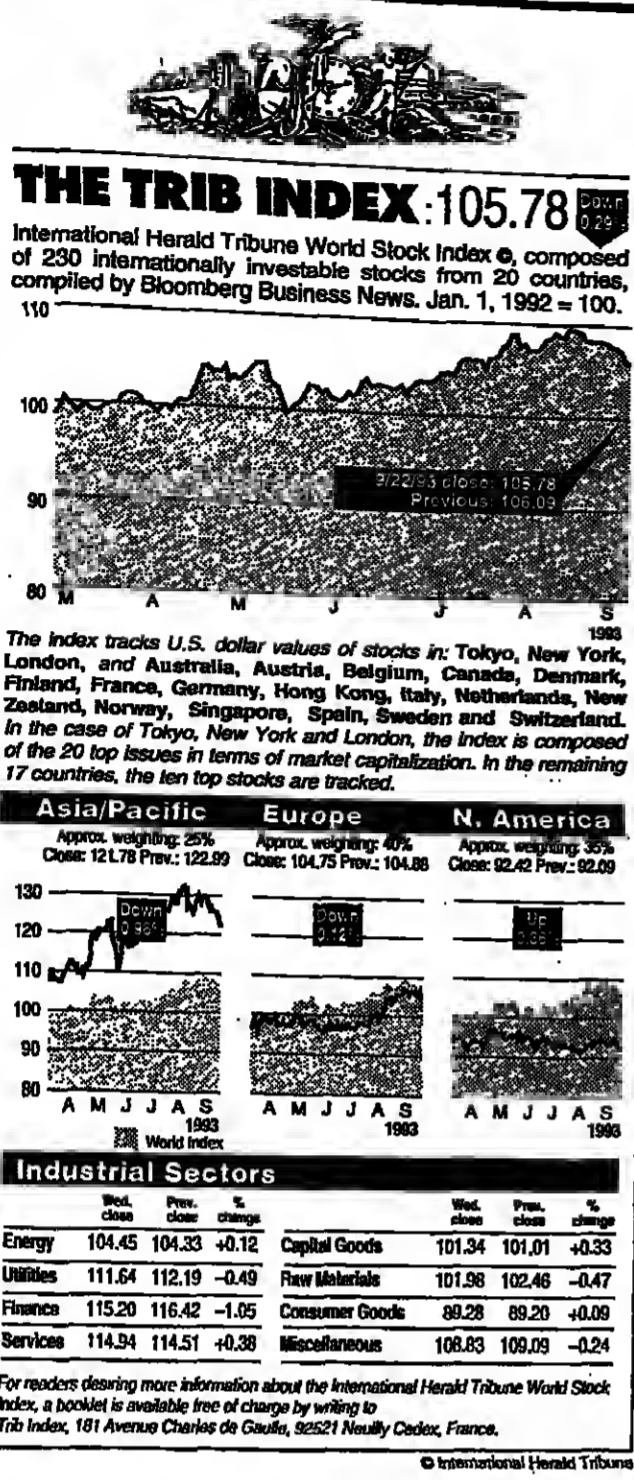 THE TRIB INDEX:105.78
Down
0.29%
International Herald Tribune World Stock Index ©, composed
of 230 internationally investable stocks from 20 countries,
compiled by Bloomberg Business News. Jan. 1, 1992 = 100.
110
100
90
80
9/22/93 close: 105.78
Previous: 106.09
M A M J J A S
1993
The index tracks U.S. dollar values of stocks in: Tokyo, New York,
London, and Australia, Austria, Belgium, Canada, Denmark,
Finland, France, Germany, Hong Kong, Italy, Netherlands, New
Zealand, Norway, Singapore, Spain, Sweden and Switzerland.
In the case of Tokyo, New York and London, the index is composed
of the 20 top issues in terms of market capitalization. In the remaining
17 countries, the ten top stocks are tracked.
Asia/Pacific Europe N. America
Approx. weighting: 25% Approx. weighting: 40% Approx. weighting: 35%
Close: 121.78 Prev.: 122.99 Close: 104.75 Prev.: 104.88 Close: 92.42 Prev.: 92.09
130
120
110
100
90
80
Down Down Up
A M J J A S A M J J A S A M J J A S
1993 1993 1993
World Index
Industrial Sectors
Wed. close Prev. close % change Wed. close Prev. close % change
Energy 104.45 104.33 +0.12 Capital Goods 101.34 101.01 +0.33
Utilities 111.64 112.19 –0.49 Raw Materials 101.98 102.46 –0.47
Finance 115.20 116.42 –1.05 Consumer Goods 89.28 89.20 +0.09
Services 114.94 114.51 +0.38 Miscellaneous 108.83 109.09 –0.24
For readers desiring more information about the International Herald Tribune World Stock
Index, a booklet is available free of charge by writing to
Trib Index, 181 Avenue Charles de Gaulle, 92521 Neuilly Cedex, France.
© International Herald Tribune